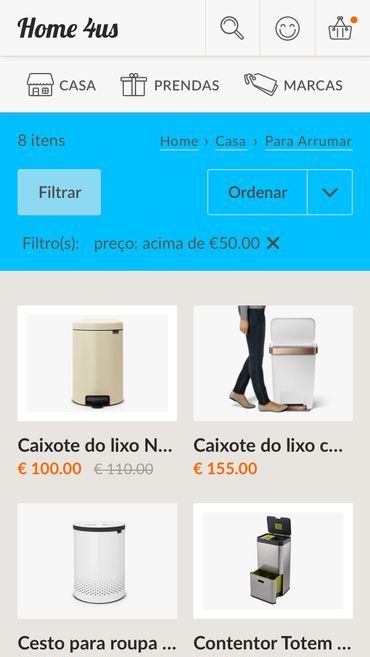 Home 4us
CASA PRENDAS MARCAS
8 itens Home › Casa › Para Arrumar
Filtrar Ordenar
Filtro(s): preço: acima de €50.00 ✕
Caixote do lixo N... Caixote do lixo c...
€ 100.00 € 110.00 € 155.00
Cesto para roupa ... Contentor Totem ...